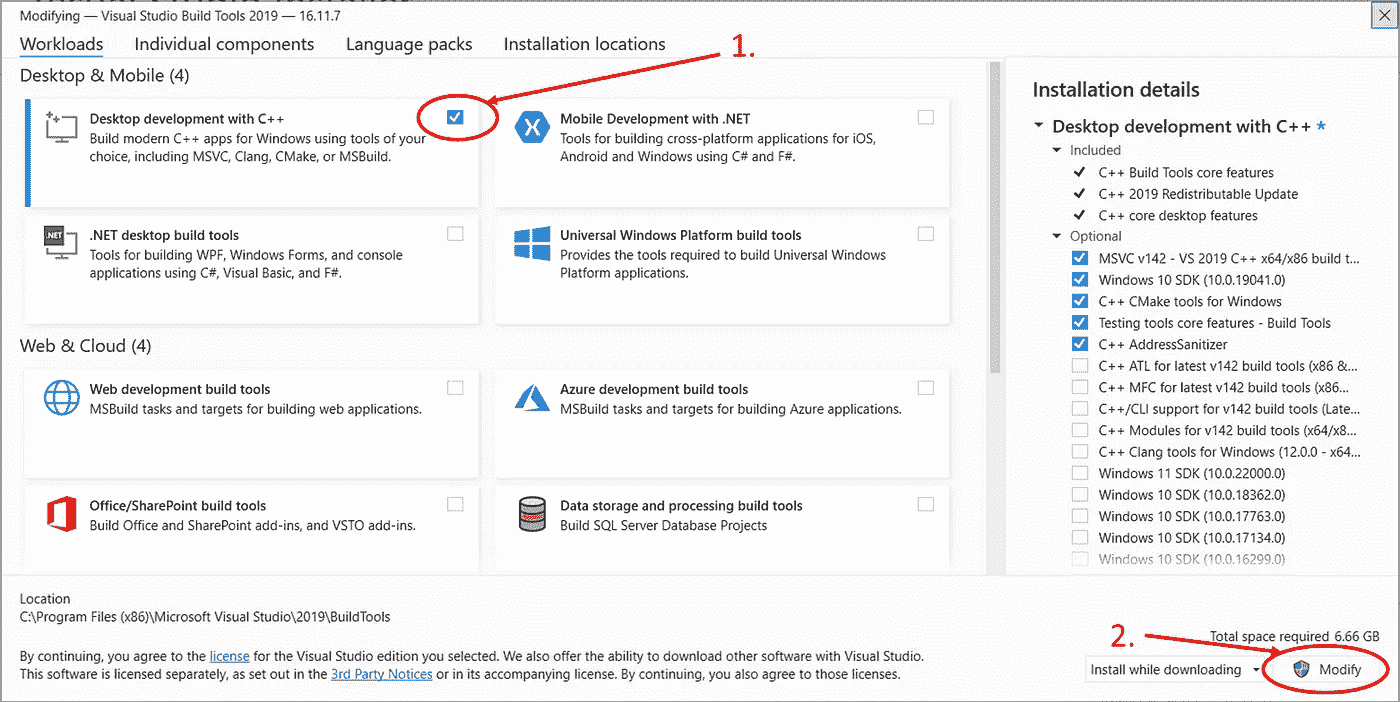 Modifying — Visual Studio Build Tools 2019 — 16.11.7
Workloads Individual components Language packs Installation locations
1.
Desktop & Mobile (4)
Desktop development with C++
Build modern C++ apps for Windows using tools of your
choice, including MSVC, Clang, CMake, or MSBuild.
Mobile Development with .NET
Tools for building cross-platform applications for iOS,
Android and Windows using C# and F#.
.NET
.NET desktop build tools
Tools for building WPF, Windows Forms, and console
applications using C#, Visual Basic, and F#.
Universal Windows Platform build tools
Provides the tools required to build Universal Windows
Platform applications.
Web & Cloud (4)
Web development build tools
MSBuild tasks and targets for building web applications.
Azure development build tools
MSBuild tasks and targets for building Azure applications.
Office/SharePoint build tools
Build Office and SharePoint add-ins, and VSTO add-ins.
Data storage and processing build tools
Build SQL Server Database Projects
Installation details
Desktop development with C++ *
Included
C++ Build Tools core features
C++ 2019 Redistributable Update
C++ core desktop features
Optional
MSVC v142 - VS 2019 C++ x64/x86 build t...
Windows 10 SDK (10.0.19041.0)
C++ CMake tools for Windows
Testing tools core features - Build Tools
C++ AddressSanitizer
C++ ATL for latest v142 build tools (x86 &...
C++ MFC for latest v142 build tools (x86...
C++/CLI support for v142 build tools (Late...
C++ Modules for v142 build tools (x64/x8...
C++ Clang tools for Windows (12.0.0 - x64...
Windows 11 SDK (10.0.22000.0)
Windows 10 SDK (10.0.18362.0)
Windows 10 SDK (10.0.17763.0)
Windows 10 SDK (10.0.17134.0)
Windows 10 SDK (10.0.16299.0)
Location
C:\Program Files (x86)\Microsoft Visual Studio\2019\BuildTools
By continuing, you agree to the license for the Visual Studio edition you selected. We also offer the ability to download other software with Visual Studio.
This software is licensed separately, as set out in the 3rd Party Notices or in its accompanying license. By continuing, you also agree to those licenses.
2.
Total space required 6.66 GB
Install while downloading
Modify